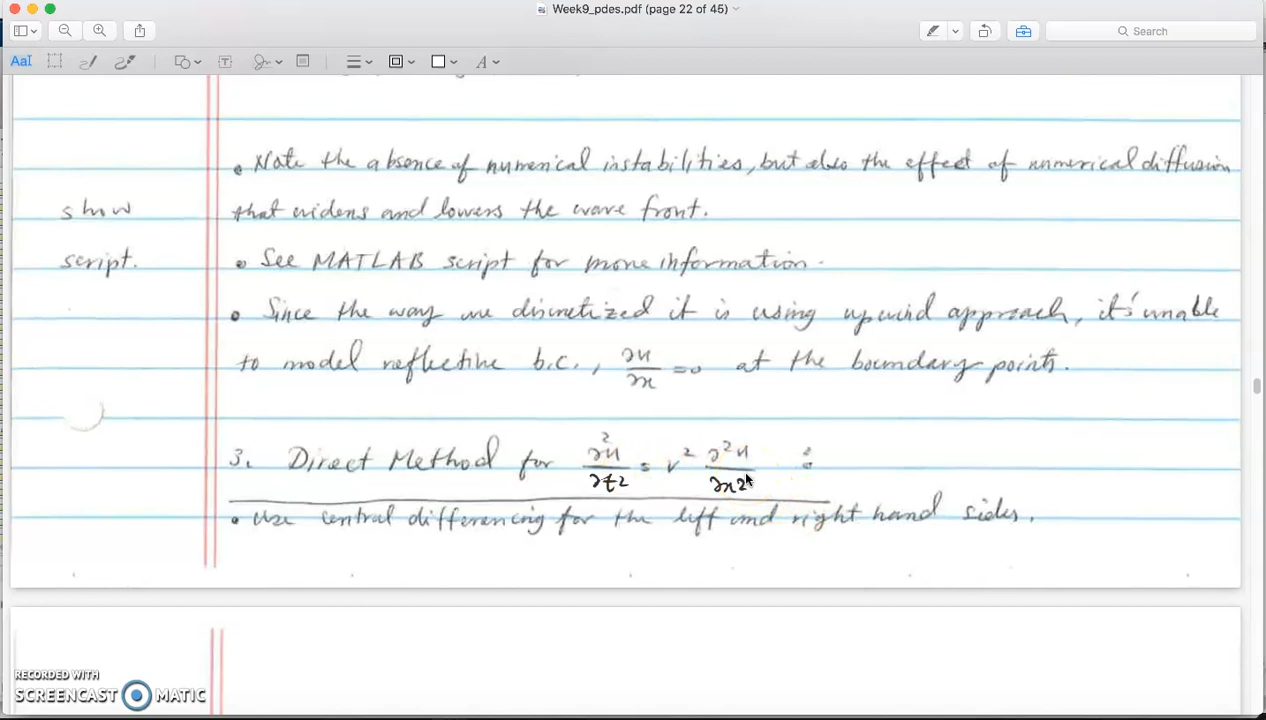 Week9_pdes.pdf (page 22 of 45)
Search
AaI
A
• Note the absence of numerical instabilities, but also the effect of numerical diffusion
show that widens and lowers the wave front.
script. • See MATLAB script for more information.
• Since the way we discretized it is using upwind approach, it's unable
to model reflective b.c., ∂u/∂x = 0 at the boundary points.
3. Direct Method for ∂²u/∂t² = v² ∂²u/∂x² :
• Use central differencing for the left and right hand sides.
RECORDED WITH
SCREENCAST MATIC